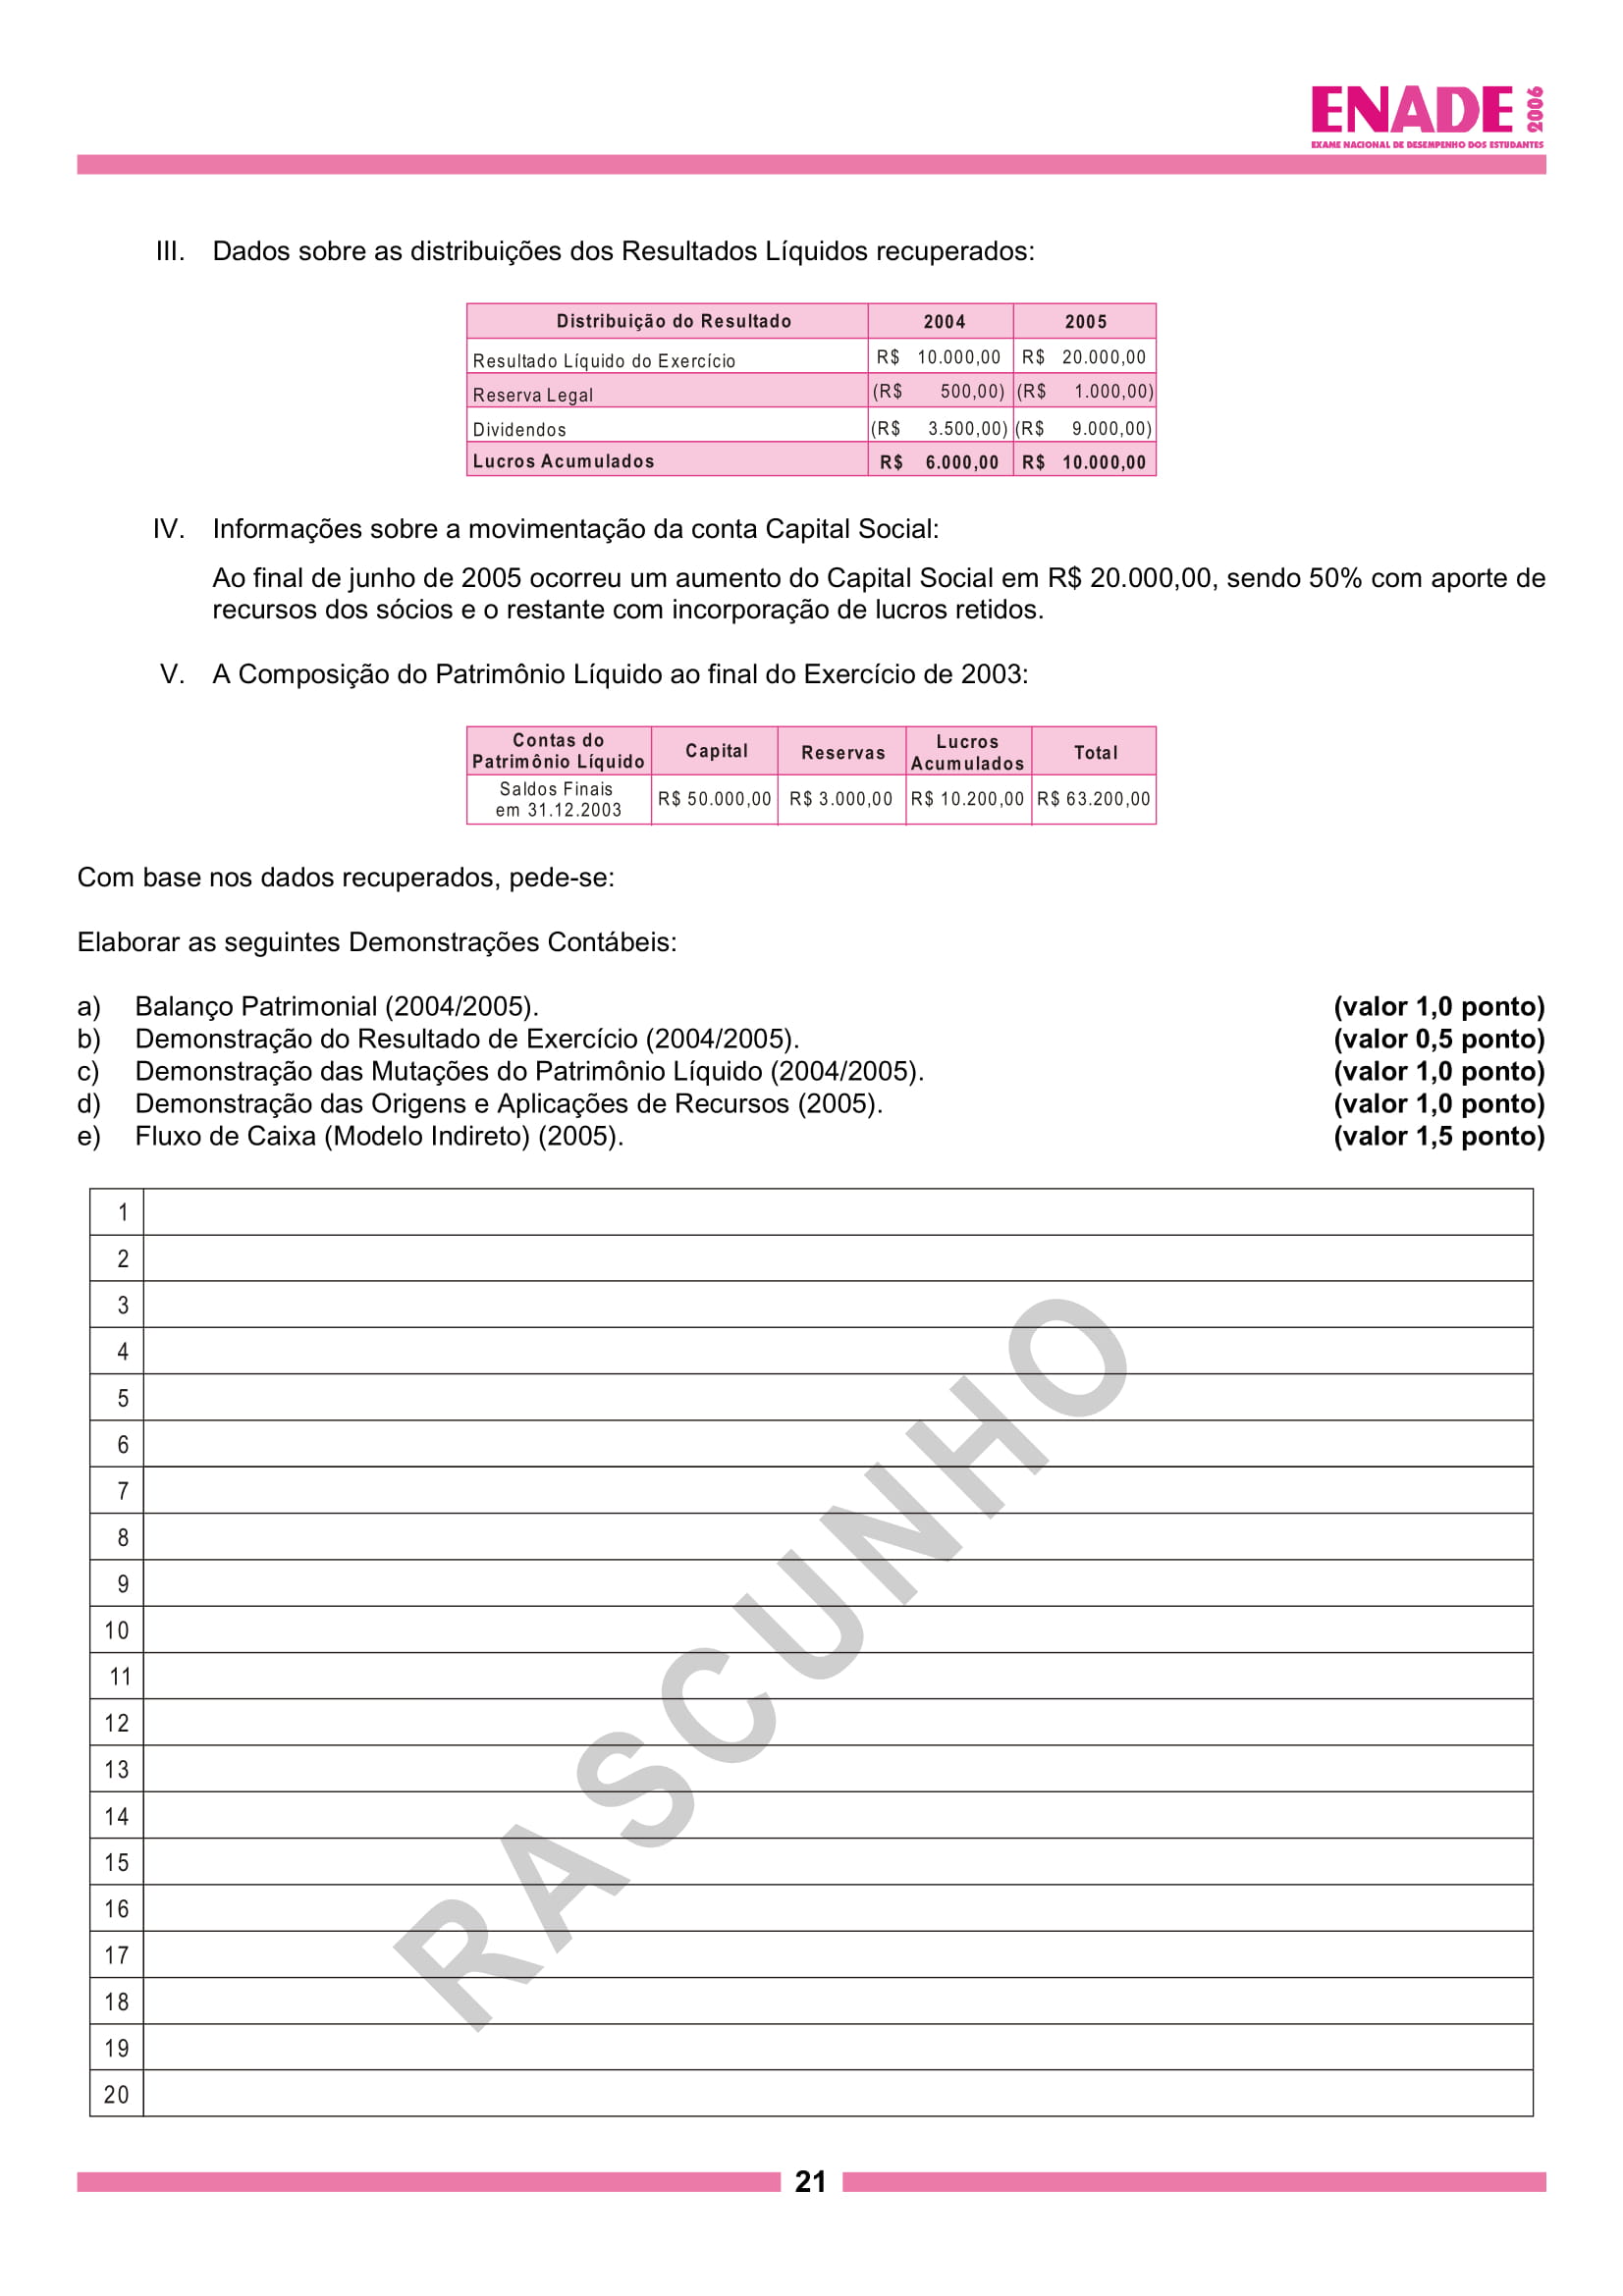 ENADE 2006
EXAME NACIONAL DE DESEMPENHO DOS ESTUDANTES
III. Dados sobre as distribuições dos Resultados Líquidos recuperados:
Distribuição do Resultado 2004 2005
Resultado Líquido do Exercício R$ 10.000,00 R$ 20.000,00
Reserva Legal (R$ 500,00) (R$ 1.000,00)
Dividendos (R$ 3.500,00) (R$ 9.000,00)
Lucros Acumulados R$ 6.000,00 R$ 10.000,00
IV. Informações sobre a movimentação da conta Capital Social:
Ao final de junho de 2005 ocorreu um aumento do Capital Social em R$ 20.000,00, sendo 50% com aporte de
recursos dos sócios e o restante com incorporação de lucros retidos.
V. A Composição do Patrimônio Líquido ao final do Exercício de 2003:
Contas do
Patrimônio Líquido Capital Reservas Lucros
Acumulados Total
Saldos Finais
em 31.12.2003 R$ 50.000,00 R$ 3.000,00 R$ 10.200,00 R$ 63.200,00
Com base nos dados recuperados, pede-se:
Elaborar as seguintes Demonstrações Contábeis:
a) Balanço Patrimonial (2004/2005). (valor 1,0 ponto)
b) Demonstração do Resultado de Exercício (2004/2005). (valor 0,5 ponto)
c) Demonstração das Mutações do Patrimônio Líquido (2004/2005). (valor 1,0 ponto)
d) Demonstração das Origens e Aplicações de Recursos (2005). (valor 1,0 ponto)
e) Fluxo de Caixa (Modelo Indireto) (2005). (valor 1,5 ponto)
1
2
3
4
5
6
7
8
9
10
11
12
13
14
15
16
17
18
19
20
RASCUNHO
21